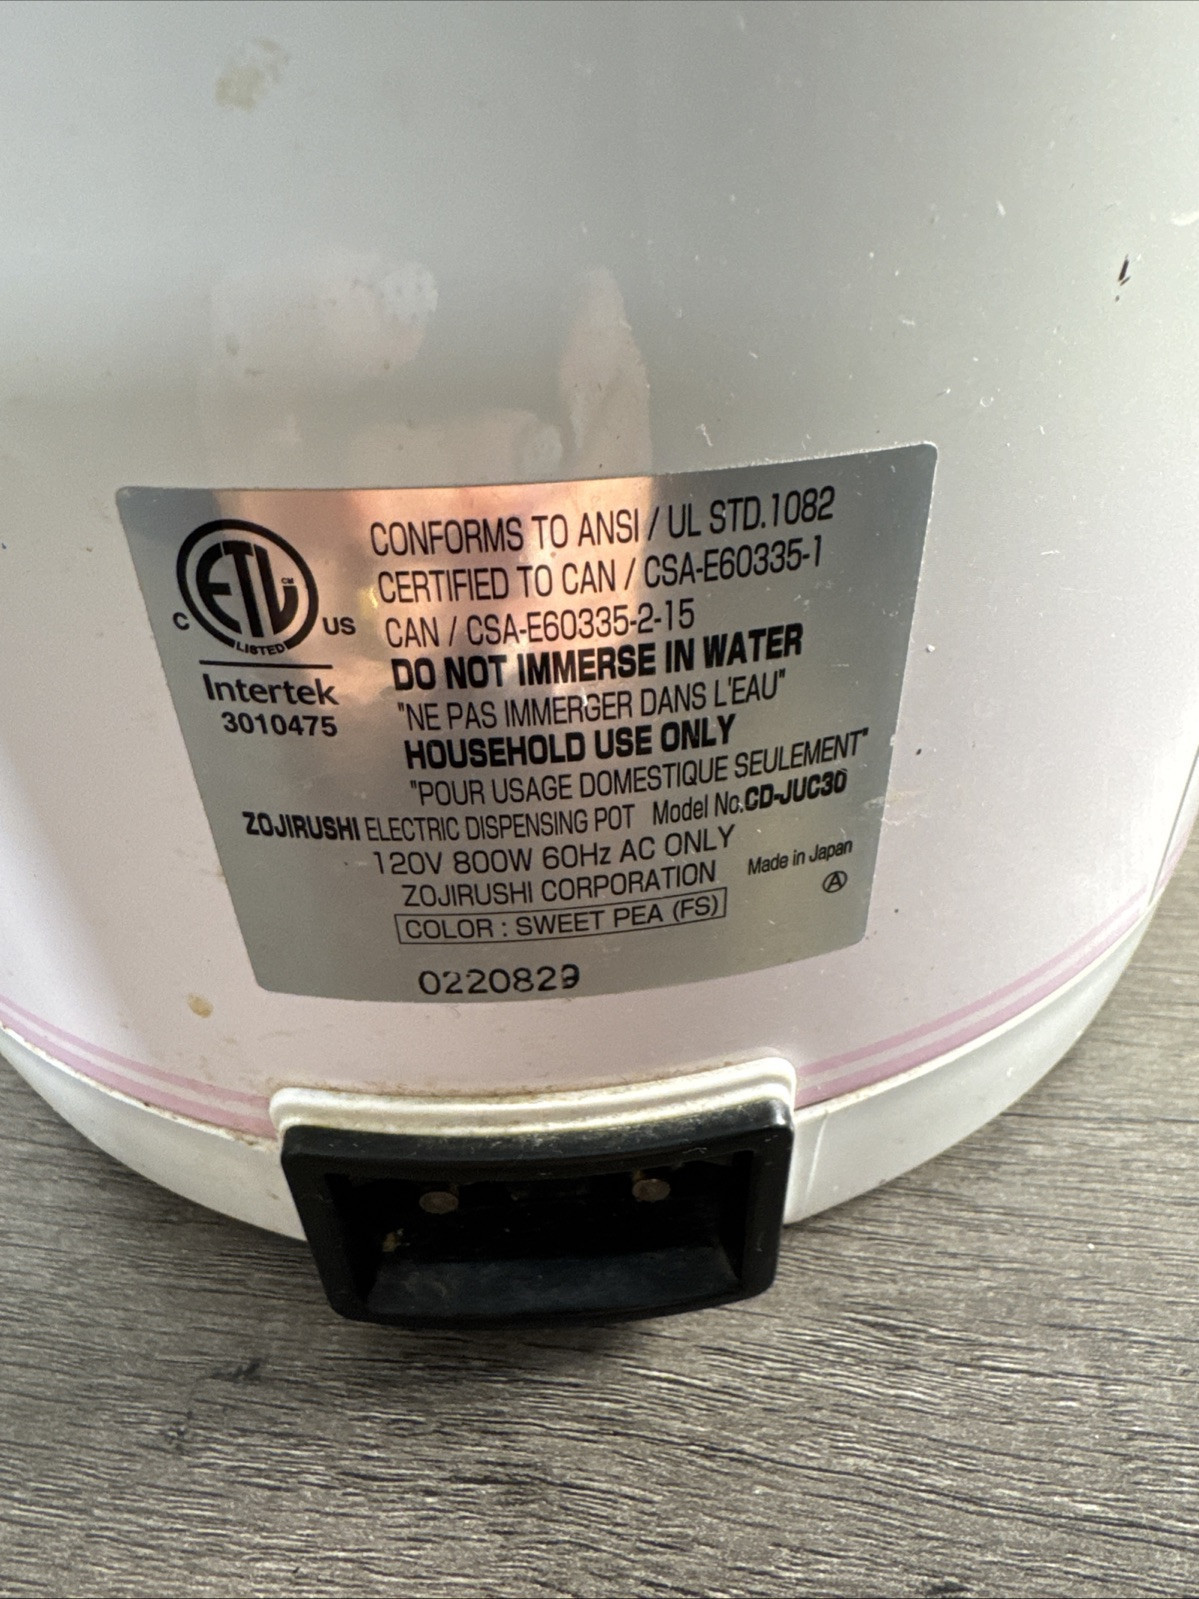 ETL CM
C US
LISTED
Intertek
3010475
CONFORMS TO ANSI / UL STD.1082
CERTIFIED TO CAN / CSA-E60335-1
CAN / CSA-E60335-2-15
DO NOT IMMERSE IN WATER
"NE PAS IMMERGER DANS L'EAU"
HOUSEHOLD USE ONLY
"POUR USAGE DOMESTIQUE SEULEMENT"
ZOJIRUSHI ELECTRIC DISPENSING POT Model No.CD-JUC30
120V 800W 60Hz AC ONLY
ZOJIRUSHI CORPORATION
Made in Japan
A
COLOR : SWEET PEA (FS)
0220829